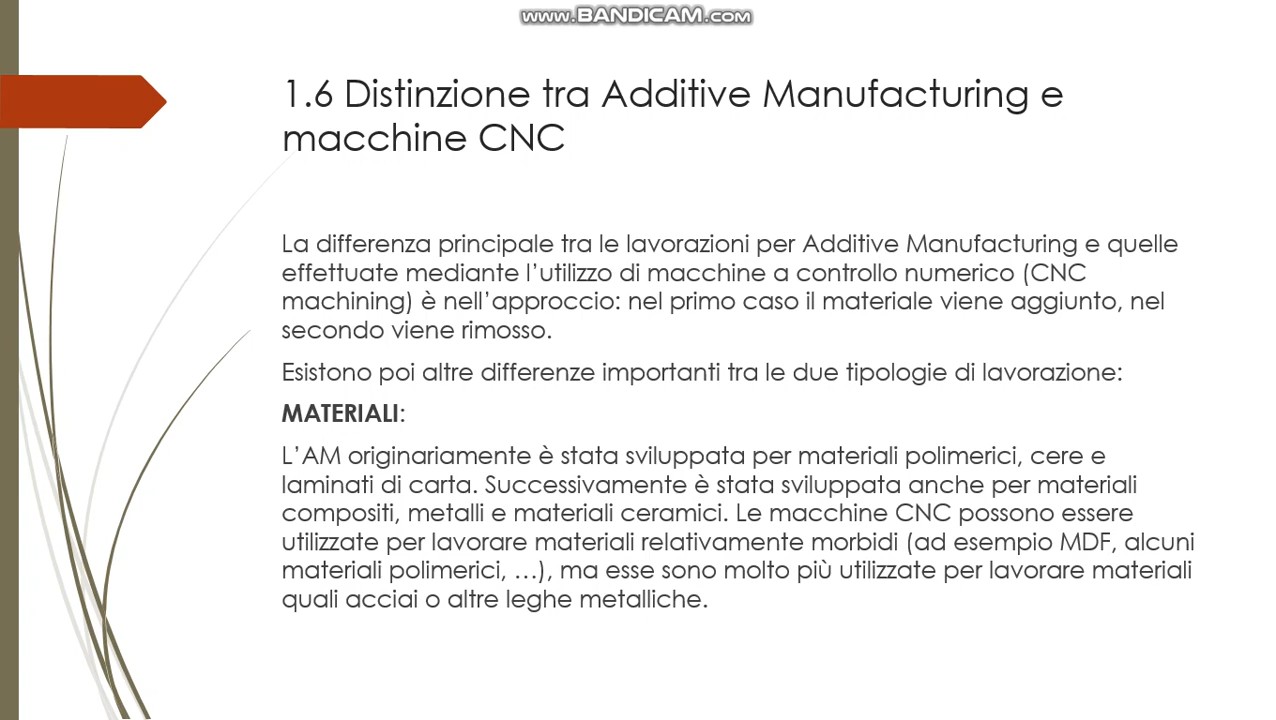 www.BANDICAM.com
1.6 Distinzione tra Additive Manufacturing e
macchine CNC
La differenza principale tra le lavorazioni per Additive Manufacturing e quelle
effettuate mediante l’utilizzo di macchine a controllo numerico (CNC
machining) è nell’approccio: nel primo caso il materiale viene aggiunto, nel
secondo viene rimosso.
Esistono poi altre differenze importanti tra le due tipologie di lavorazione:
MATERIALI:
L’AM originariamente è stata sviluppata per materiali polimerici, cere e
laminati di carta. Successivamente è stata sviluppata anche per materiali
compositi, metalli e materiali ceramici. Le macchine CNC possono essere
utilizzate per lavorare materiali relativamente morbidi (ad esempio MDF, alcuni
materiali polimerici, …), ma esse sono molto più utilizzate per lavorare materiali
quali acciai o altre leghe metalliche.